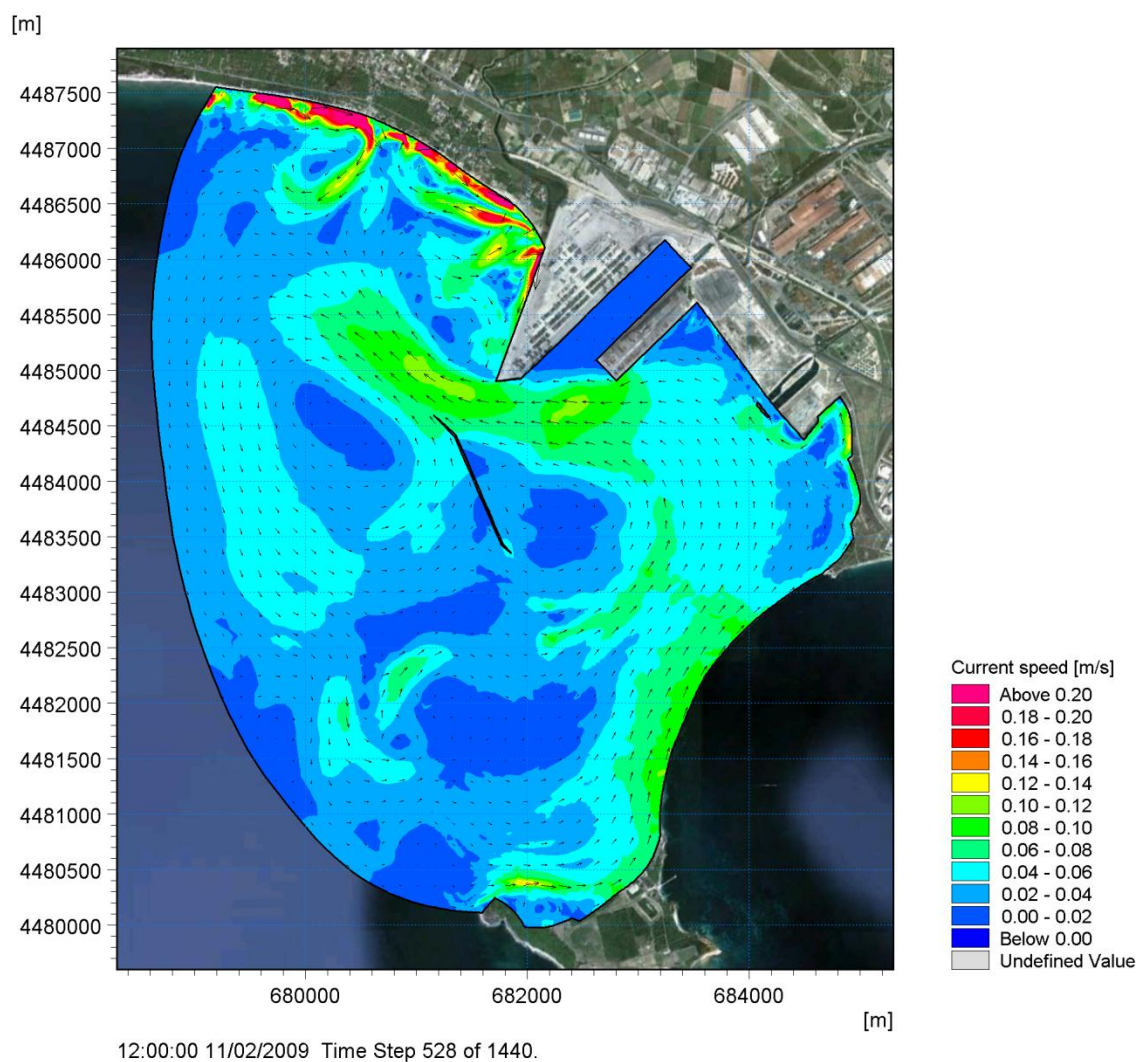 [m]
4487500
4487000
4486500
4486000
4485500
4485000
4484500
4484000
4483500
4483000
4482500
4482000
4481500
4481000
4480500
4480000
680000
682000
684000
[m]
Current speed [m/s]
Above 0.20
0.18 - 0.20
0.16 - 0.18
0.14 - 0.16
0.12 - 0.14
0.10 - 0.12
0.08 - 0.10
0.06 - 0.08
0.04 - 0.06
0.02 - 0.04
0.00 - 0.02
Below 0.00
Undefined Value
12:00:00 11/02/2009 Time Step 528 of 1440.